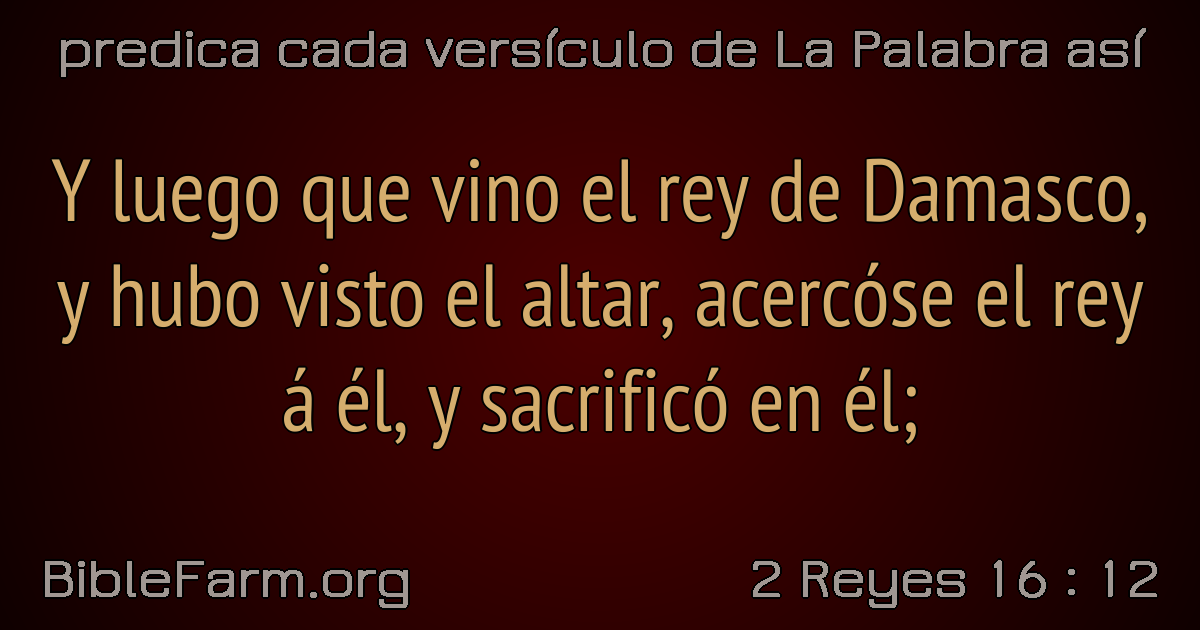 predica cada versículo de La Palabra así
Y luego que vino el rey de Damasco,
y hubo visto el altar, acercóse el rey
á él, y sacrificó en él;
BibleFarm.org
2 Reyes 16 : 12